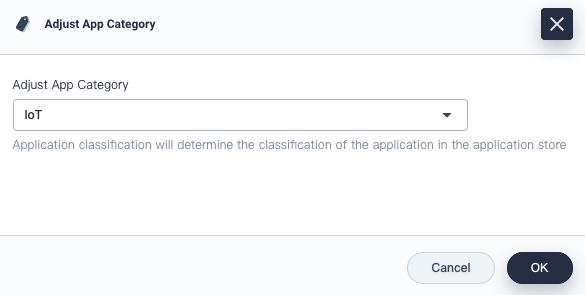 Adjust App Category
Adjust App Category
IoT
Application classification will determine the classification of the application in the application store
Cancel
OK